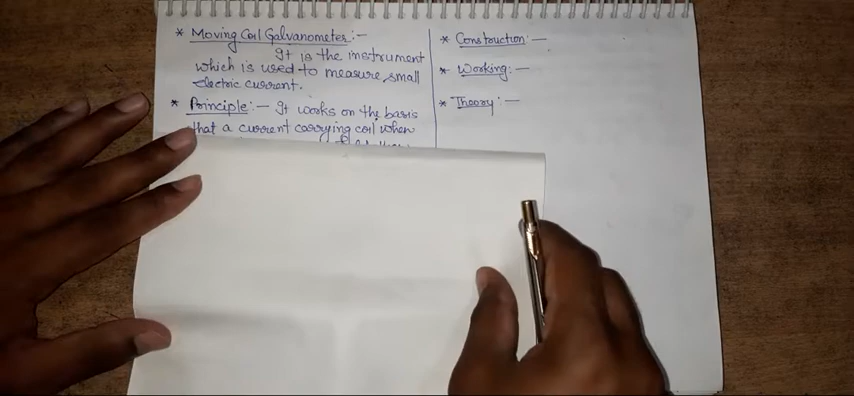 * Moving Coil Galvanometer:-
It is the instrument
which is used to measure small
electric current.
* Principle:- It works on the basis
that a current carrying coil when
* Construction:-
* Working:-
* Theory:-